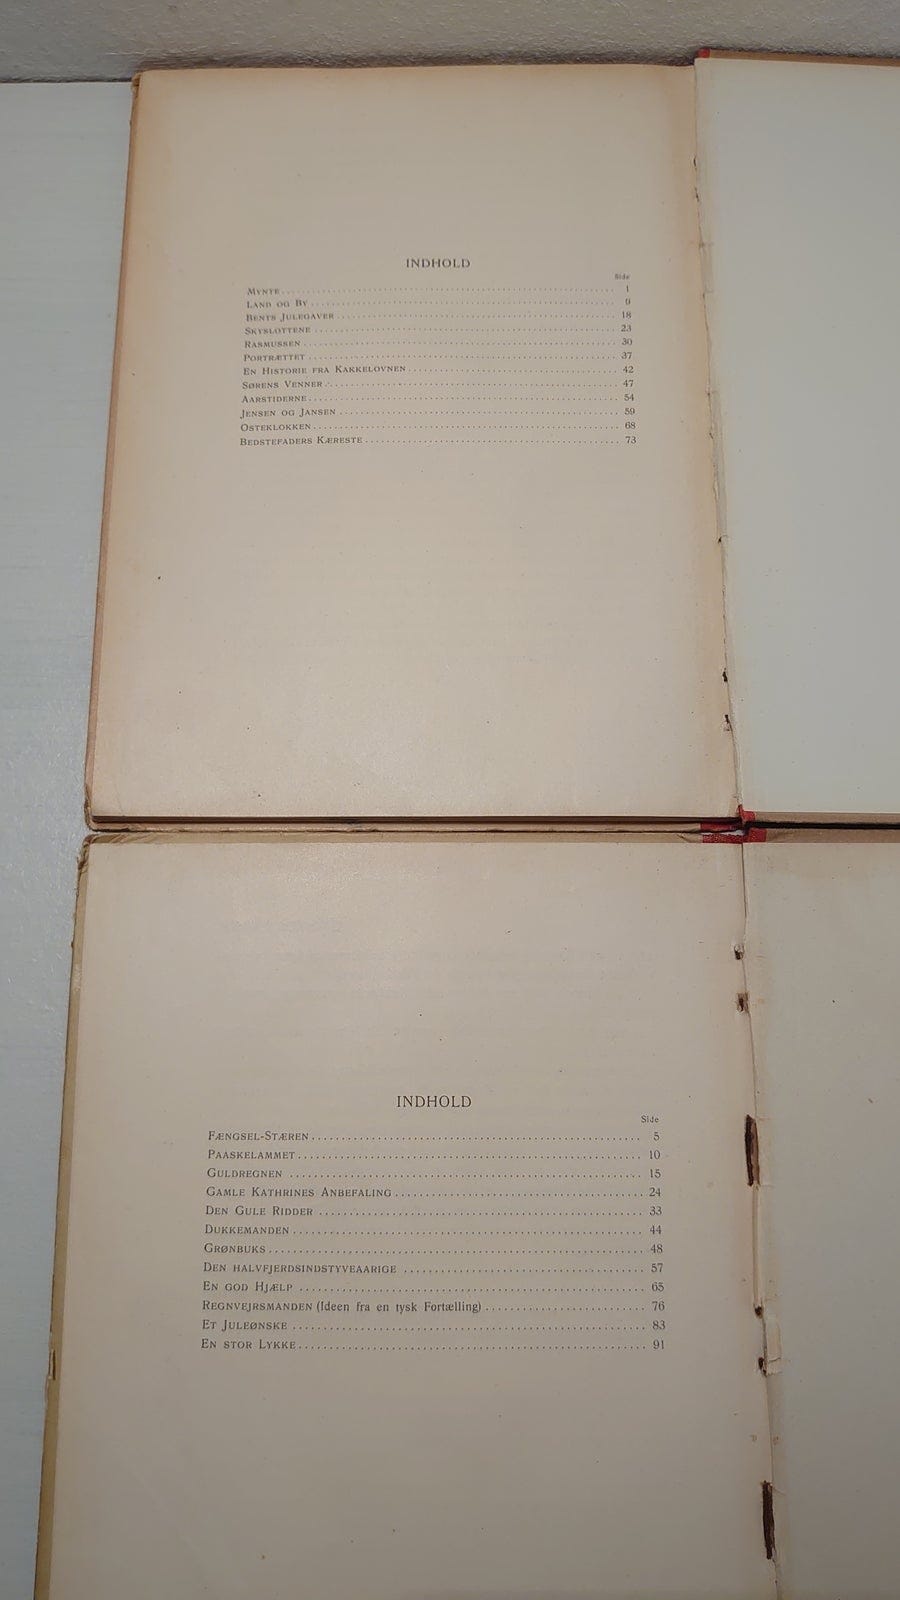 INDHOLD
Side
MYNTE 1
LAND OG BY 9
BENTS JULEGAVER 18
SKYSLOTTENE 23
RASMUSSEN 30
PORTRÆTTET 37
EN HISTORIE FRA KAKKELOVNEN 42
SØRENS VENNER 47
AARSTIDERNE 54
JENSEN OG JANSEN 59
OSTEKLOKKEN 68
BEDSTEFADERS KÆRESTE 73
INDHOLD
Side
FÆNGSEL-STÆREN 5
PAASKELAMMET 10
GULDREGNEN 15
GAMLE KATHRINES ANBEFALING 24
DEN GULE RIDDER 33
DUKKEMANDEN 44
GRØNBUKS 48
DEN HALVFJERDSINDSTYVEAARIGE 57
EN GOD HJÆLP 65
REGNVEJRSMANDEN (Ideen fra en tysk Fortælling) 76
ET JULEØNSKE 83
EN STOR LYKKE 91